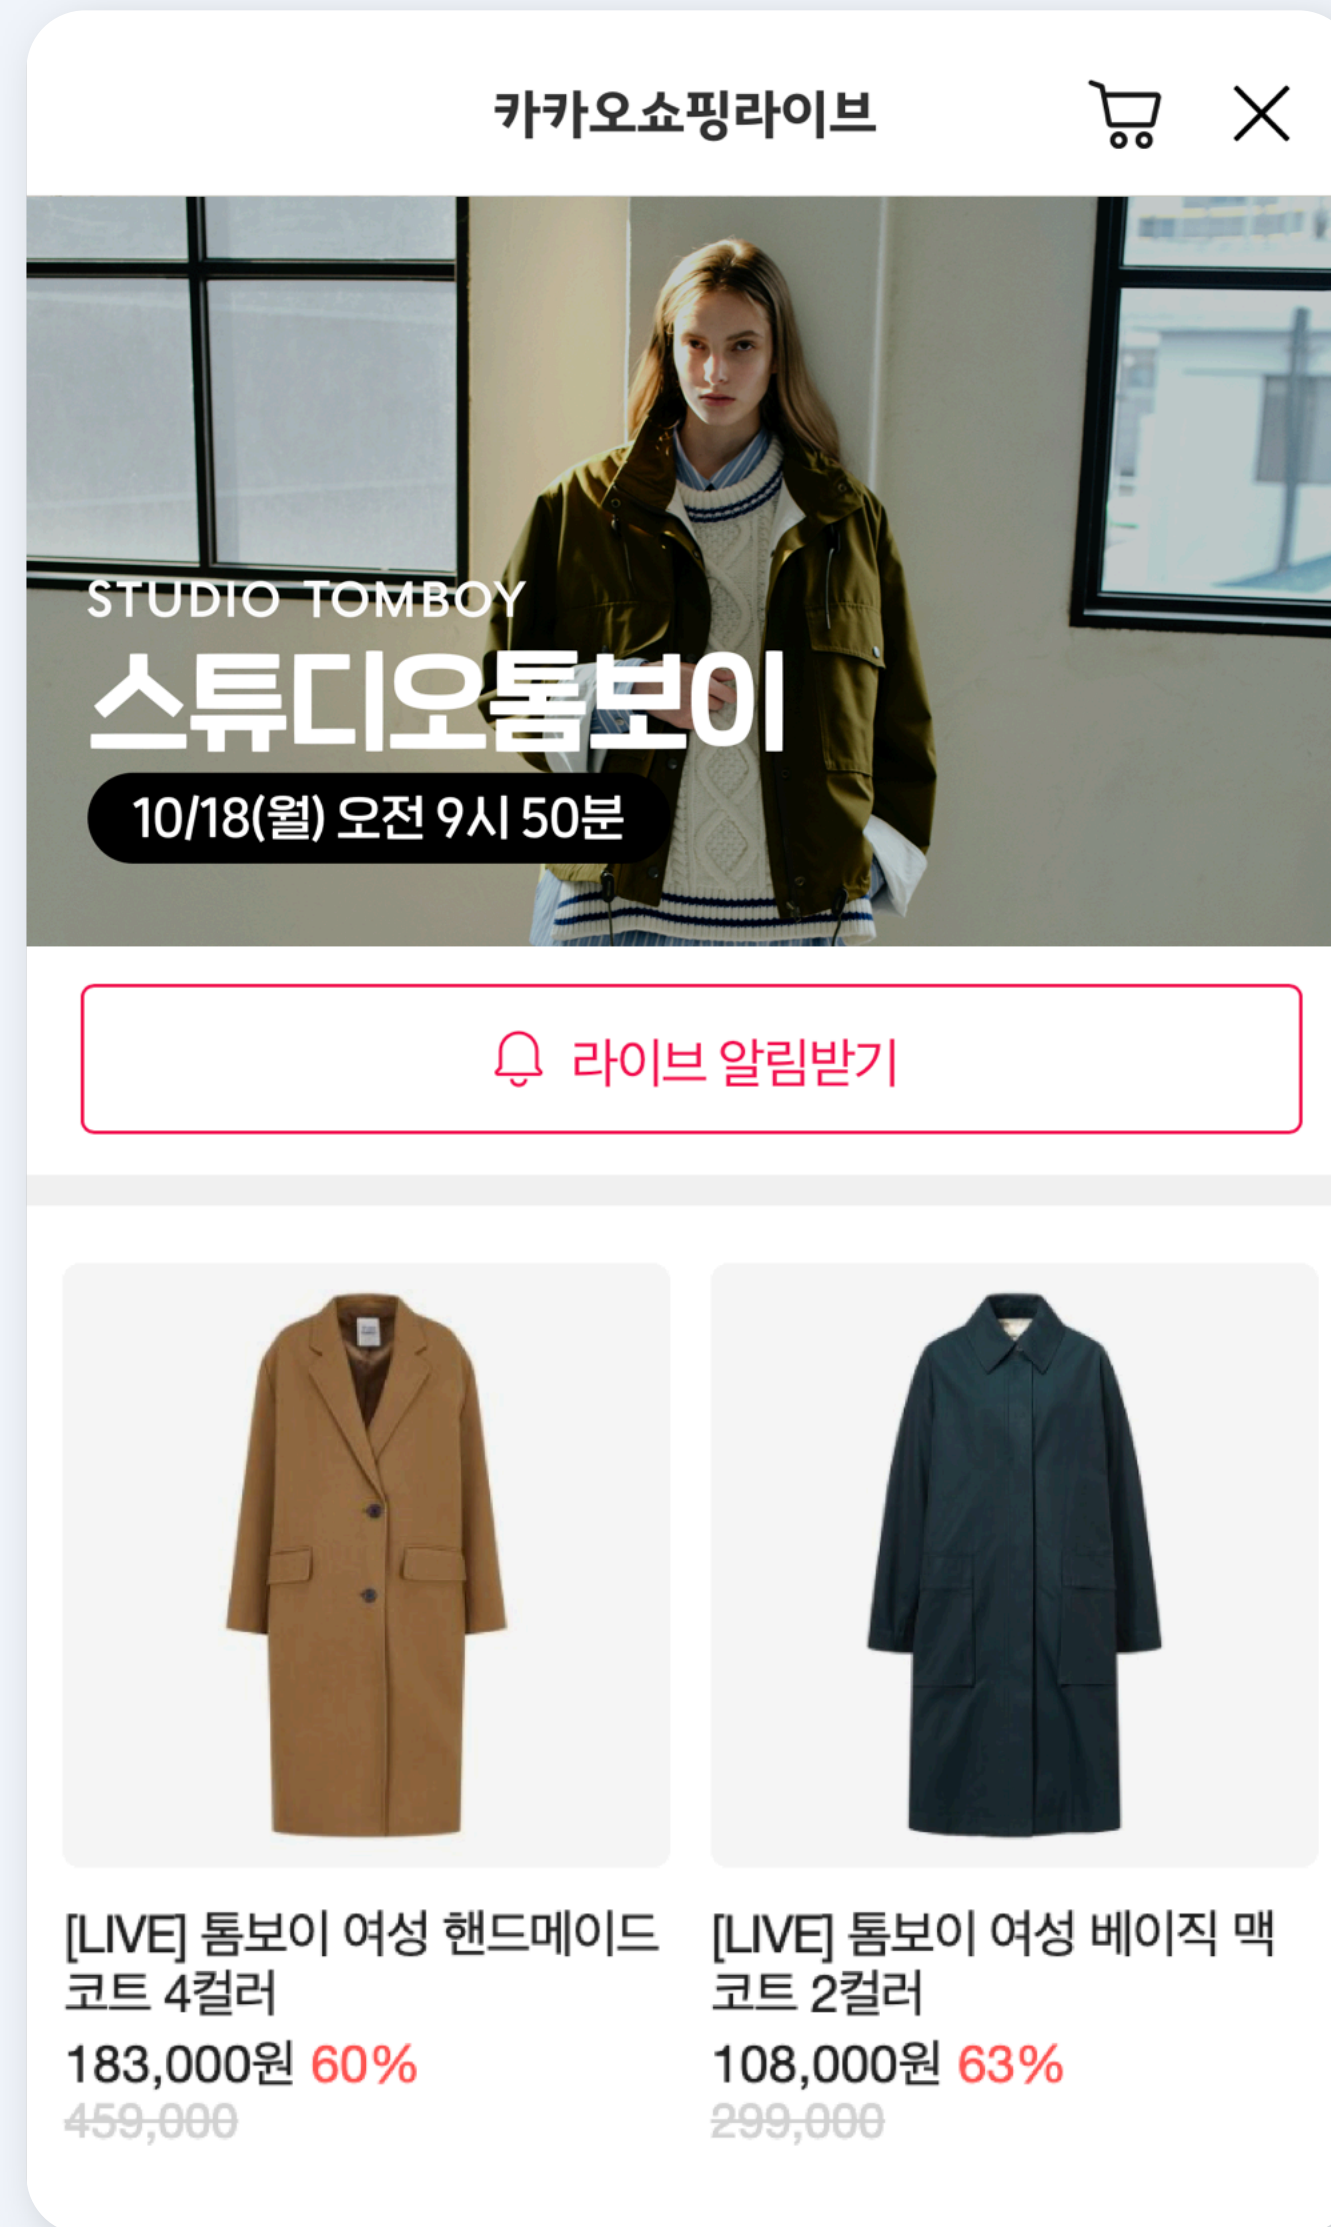 카카오쇼핑라이브
STUDIO TOMBOY
스튜디오톰보이
10/18(월) 오전 9시 50분
라이브 알림받기
[LIVE] 톰보이 여성 핸드메이드
코트 4컬러
183,000원 60%
459,000
[LIVE] 톰보이 여성 베이직 맥
코트 2컬러
108,000원 63%
299,000